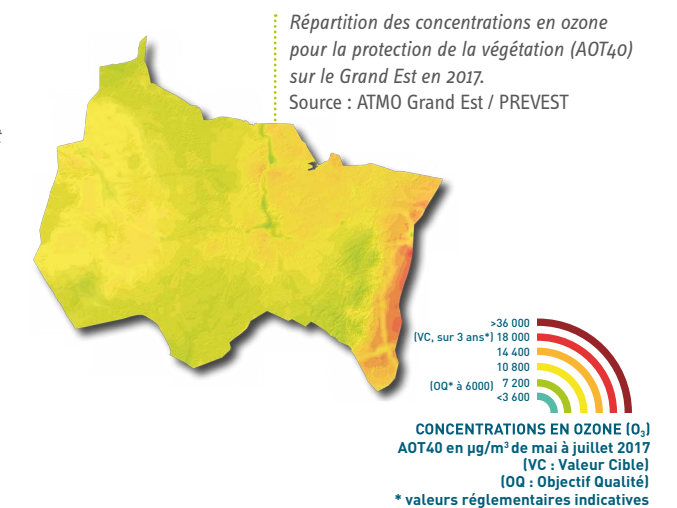 Répartition des concentrations en ozone
pour la protection de la végétation (AOT40)
sur le Grand Est en 2017.
Source : ATMO Grand Est / PREVEST
>36 000
(VC, sur 3 ans*) 18 000
14 400
10 800
(OQ* à 6000) 7 200
<3 600
CONCENTRATIONS EN OZONE (O₃)
AOT40 en µg/m³ de mai à juillet 2017
(VC : Valeur Cible)
(OQ : Objectif Qualité)
* valeurs réglementaires indicatives